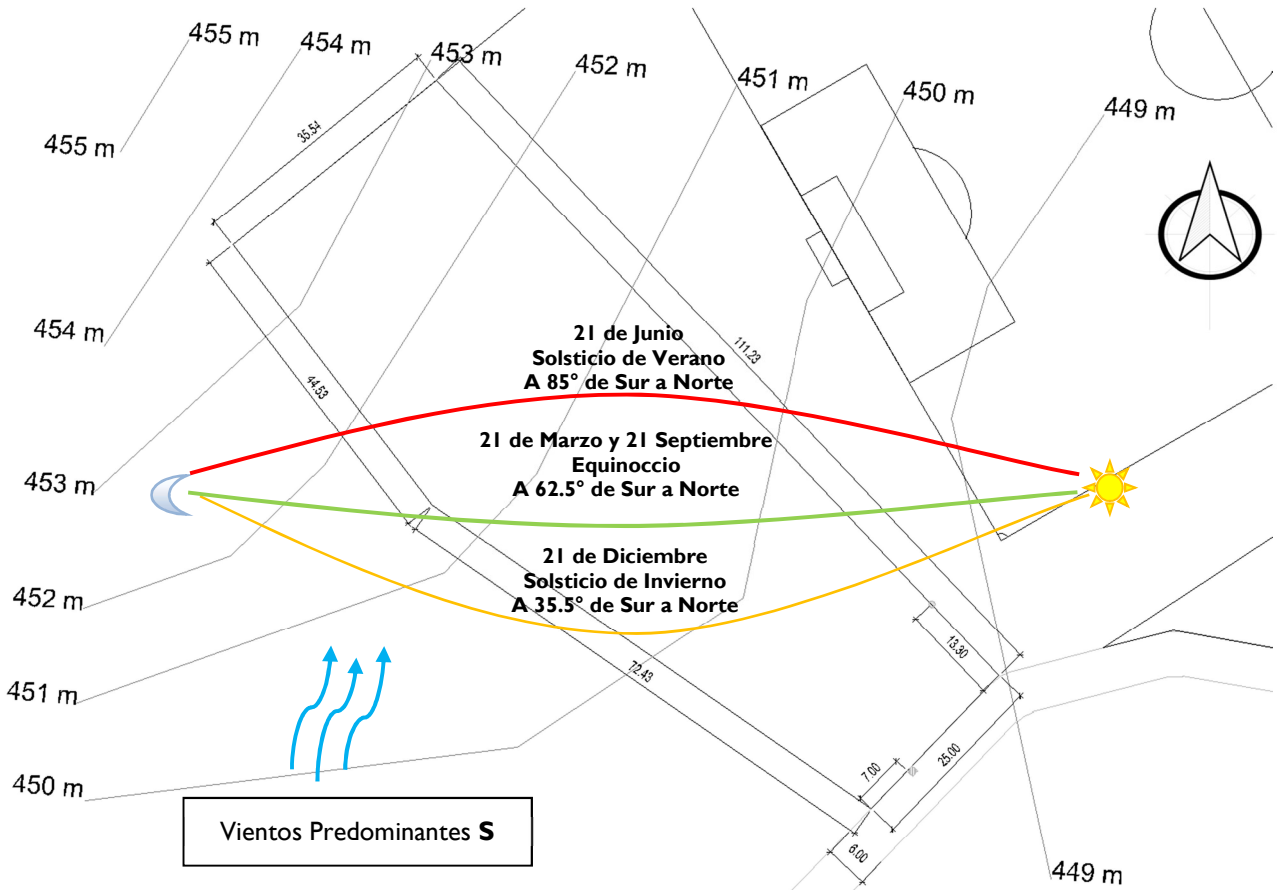 455 m
454 m
453 m
452 m
451 m
450 m
449 m
455 m
35.54
454 m
21 de Junio
Solsticio de Verano
A 85° de Sur a Norte
111.23
44.53
21 de Marzo y 21 Septiembre
Equinoccio
A 62.5° de Sur a Norte
453 m
21 de Diciembre
Solsticio de Invierno
A 35.5° de Sur a Norte
452 m
13.30
72.43
451 m
25.00
7.00
450 m
Vientos Predominantes S
6.00
449 m